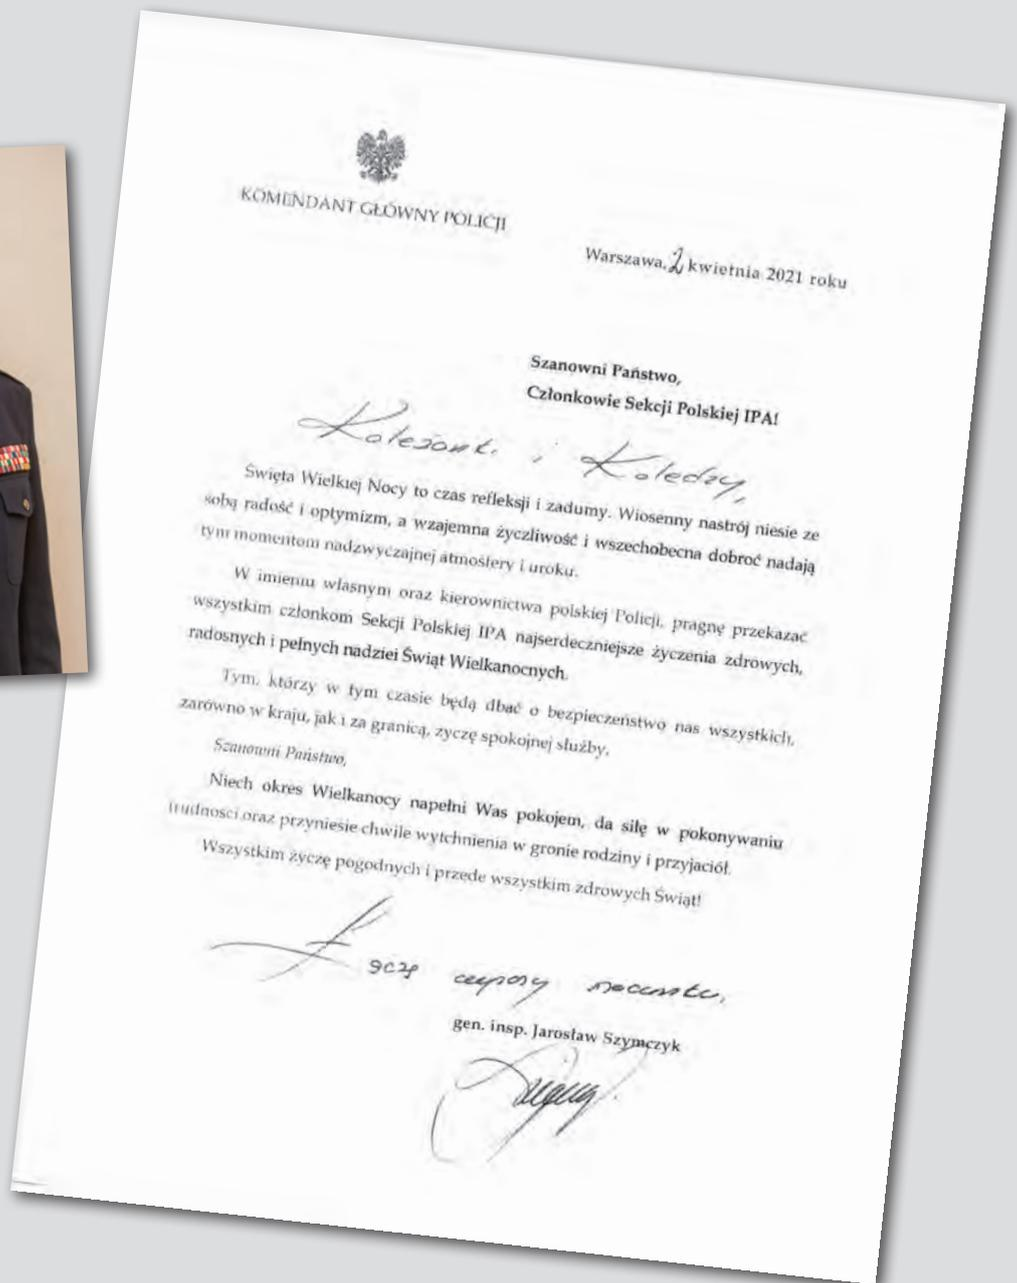 KOMENDANT GŁÓWNY POLICJI
Warszawa, 2 kwietnia 2021 roku
Szanowni Państwo,
Członkowie Sekcji Polskiej IPA!
Koleżanki i Koledzy,
Święta Wielkiej Nocy to czas refleksji i zadumy. Wiosenny nastrój niesie ze
sobą radość i optymizm, a wzajemna życzliwość i wszechobecna dobroć nadają
tym momentom nadzwyczajnej atmosfery i uroku.
W imieniu własnym oraz kierownictwa polskiej Policji, pragnę przekazać
wszystkim członkom Sekcji Polskiej IPA najserdeczniejsze życzenia zdrowych,
radosnych i pełnych nadziei Świąt Wielkanocnych.
Tym, którzy w tym czasie będą dbać o bezpieczeństwo nas wszystkich,
zarówno w kraju, jak i za granicą, życzę spokojnej służby.
Szanowni Państwo,
Niech okres Wielkanocy napełni Was pokojem, da siłę w pokonywaniu
trudności oraz przyniesie chwile wytchnienia w gronie rodziny i przyjaciół.
Wszystkim życzę pogodnych i przede wszystkim zdrowych Świąt!
Łączę wyrazy szacunku,
gen. insp. Jarosław Szymczyk